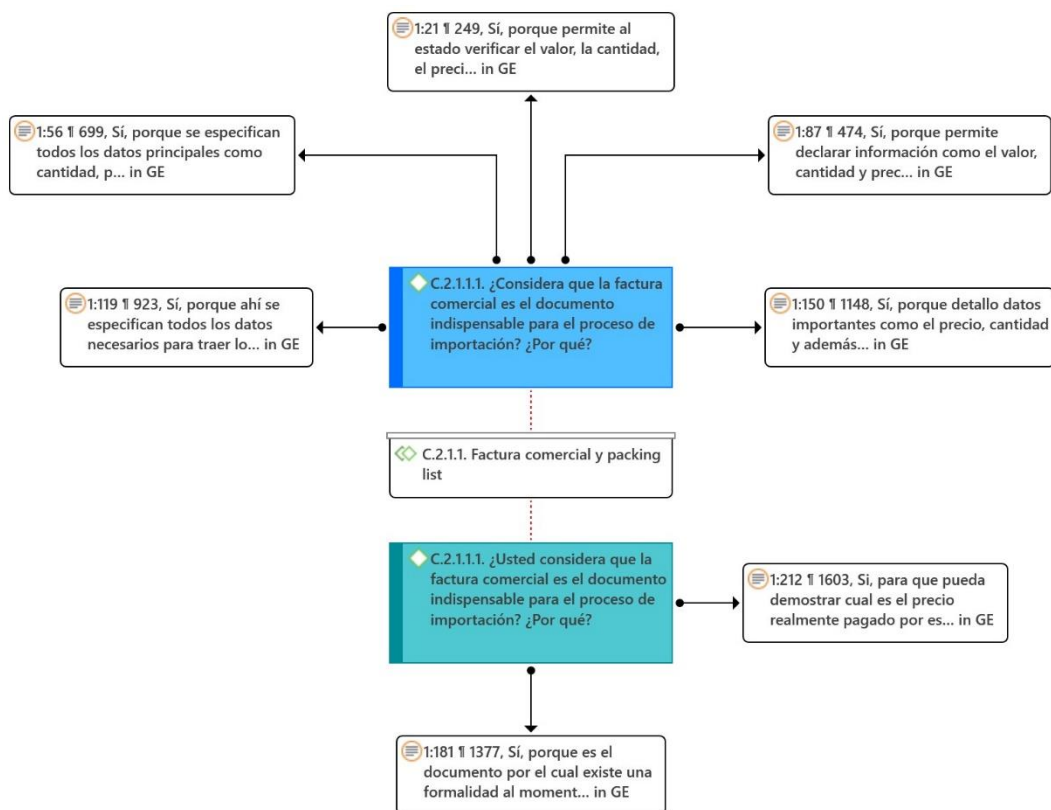 1:21 ¶ 249, Sí, porque permite al
estado verificar el valor, la cantidad,
el preci... in GE
1:56 ¶ 699, Sí, porque se especifican
todos los datos principales como
cantidad, p... in GE
1:87 ¶ 474, Sí, porque permite
declarar información como el valor,
cantidad y prec... in GE
C.2.1.1.1. ¿Considera que la factura
comercial es el documento
indispensable para el proceso de
importación? ¿Por qué?
1:119 ¶ 923, Sí, porque ahí se
especifican todos los datos
necesarios para traer lo... in GE
1:150 ¶ 1148, Sí, porque detallo datos
importantes como el precio, cantidad
y además... in GE
C.2.1.1. Factura comercial y packing
list
C.2.1.1.1. ¿Usted considera que la
factura comercial es el documento
indispensable para el proceso de
importación? ¿Por qué?
1:212 ¶ 1603, Si, para que pueda
demostrar cual es el precio
realmente pagado por es... in GE
1:181 ¶ 1377, Sí, porque es el
documento por el cual existe una
formalidad al moment... in GE